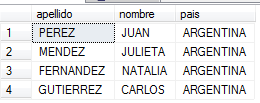 apellido nombre pais
1 PEREZ JUAN ARGENTINA
2 MENDEZ JULIETA ARGENTINA
3 FERNANDEZ NATALIA ARGENTINA
4 GUTIERREZ CARLOS ARGENTINA